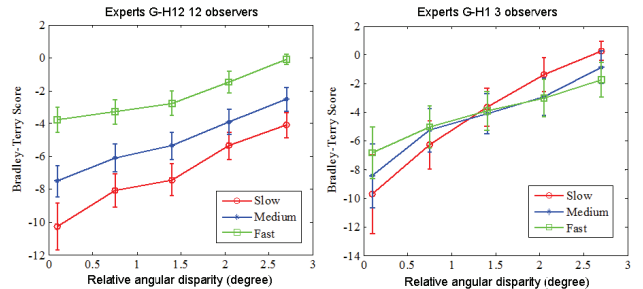 Experts G-H12 12 observers
Bradley-Terry Score
2
0
-2
-4
-6
-8
-10
-12
0
0.5
1
1.5
2
2.5
3
Relative angular disparity (degree)
Slow
Medium
Fast
Experts G-H1 3 observers
Bradley-Terry Score
2
0
-2
-4
-6
-8
-10
-12
-14
0
0.5
1
1.5
2
2.5
3
Relative angular disparity (degree)
Slow
Medium
Fast